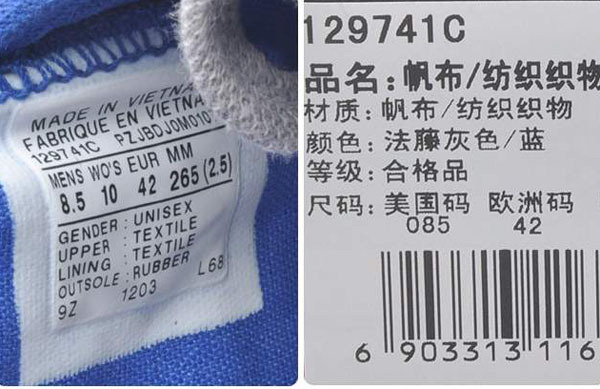 MADE IN VIETNA
FABRIQUE EN VIETNA
129741C PZJBDJ0M010
MENS WO'S EUR MM
8.5 10 42 265 (2.5)
GENDER : UNISEX
UPPER : TEXTILE
LINING : TEXTILE
OUTSOLE : RUBBER L68
9Z 1203
129741C
品名:帆布/纺织织物
材质:帆布/纺织织物
颜色:法藤灰色/蓝
等级:合格品
尺码:美国码 欧洲码
085 42
6 903313 116